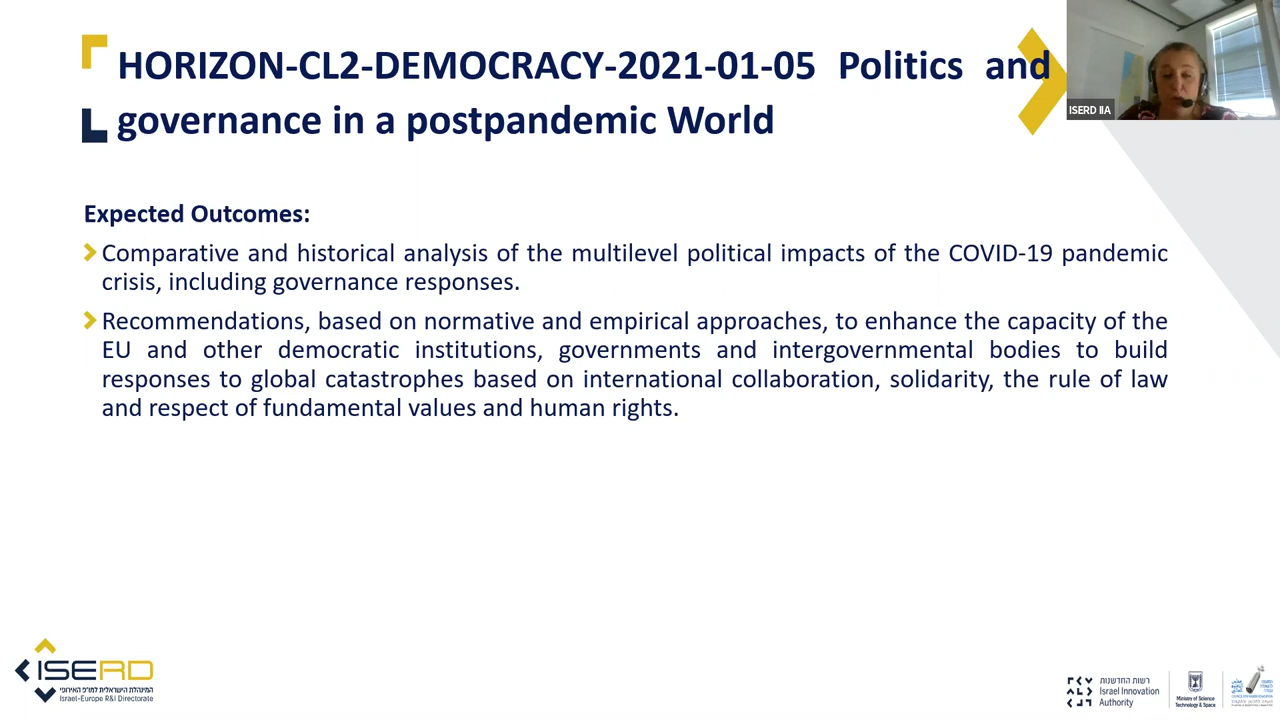 HORIZON-CL2-DEMOCRACY-2021-01-05 Politics and
governance in a postpandemic World
ISERD IIA
Expected Outcomes:
Comparative and historical analysis of the multilevel political impacts of the COVID-19 pandemic
crisis, including governance responses.
Recommendations, based on normative and empirical approaches, to enhance the capacity of the
EU and other democratic institutions, governments and intergovernmental bodies to build
responses to global catastrophes based on international collaboration, solidarity, the rule of law
and respect of fundamental values and human rights.
ISERD
המינהלת הישראלית למו"פ האירופי
Israel-Europe R&I Directorate
רשות החדשנות
Israel Innovation
Authority
Ministry of Science
Technology & Space